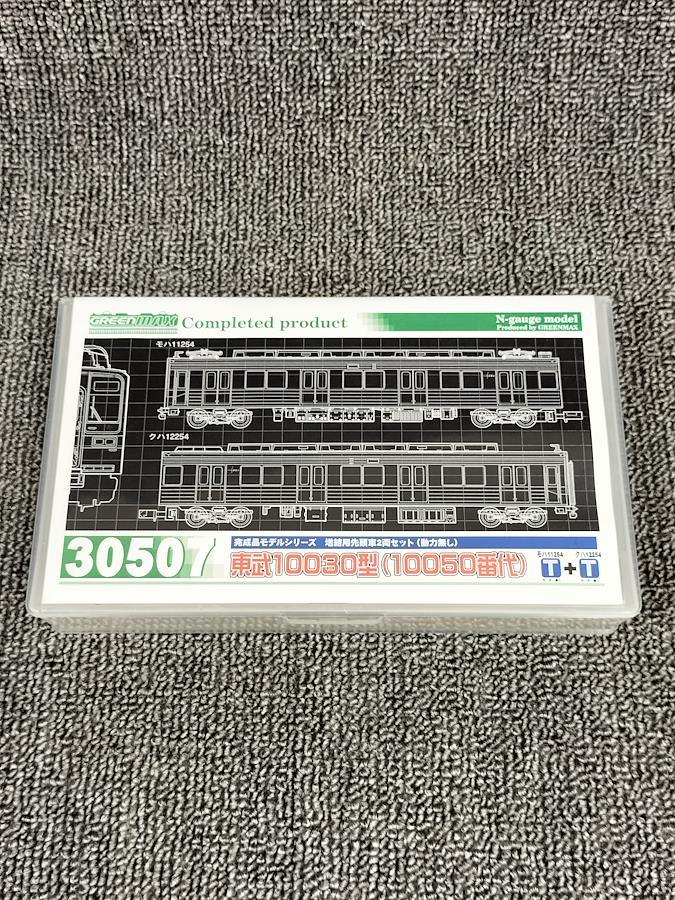 GREENMAX Completed product
N-gauge model
Produced by GREENMAX
モハ11254
クハ12254
30507
完成品モデルシリーズ 増結用先頭車2両セット(動力無し)
東武10030型(10050番代)
モハ11254 クハ12254
T+T